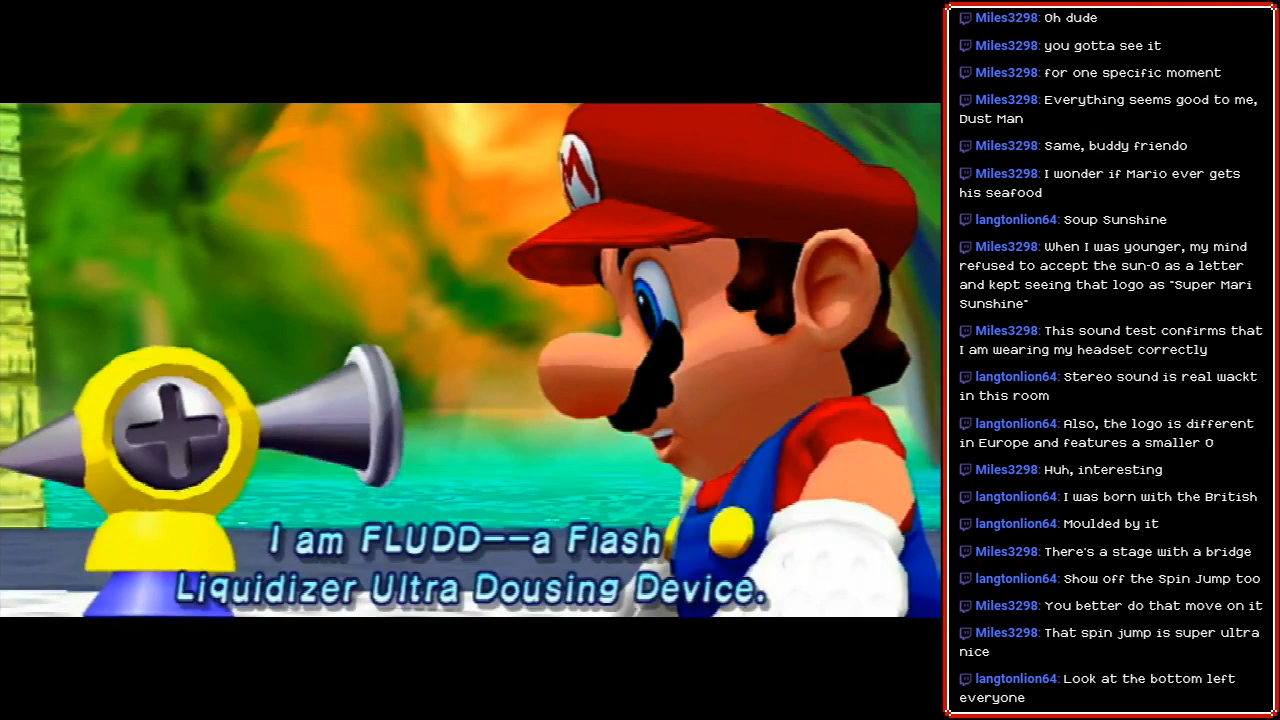 I am FLUDD--a Flash
Liquidizer Ultra Dousing Device.
M
Miles3298: Oh dude
Miles3298: you gotta see it
Miles3298: for one specific moment
Miles3298: Everything seems good to me,
Dust Man
Miles3298: Same, buddy friendo
Miles3298: I wonder if Mario ever gets
his seafood
langtonlion64: Soup Sunshine
Miles3298: When I was younger, my mind
refused to accept the sun-O as a letter
and kept seeing that logo as "Super Mari
Sunshine"
Miles3298: This sound test confirms that
I am wearing my headset correctly
langtonlion64: Stereo sound is real wackt
in this room
langtonlion64: Also, the logo is different
in Europe and features a smaller O
Miles3298: Huh, interesting
langtonlion64: I was born with the British
langtonlion64: Moulded by it
Miles3298: There's a stage with a bridge
langtonlion64: Show off the Spin Jump too
Miles3298: You better do that move on it
Miles3298: That spin jump is super ultra
nice
langtonlion64: Look at the bottom left
everyone